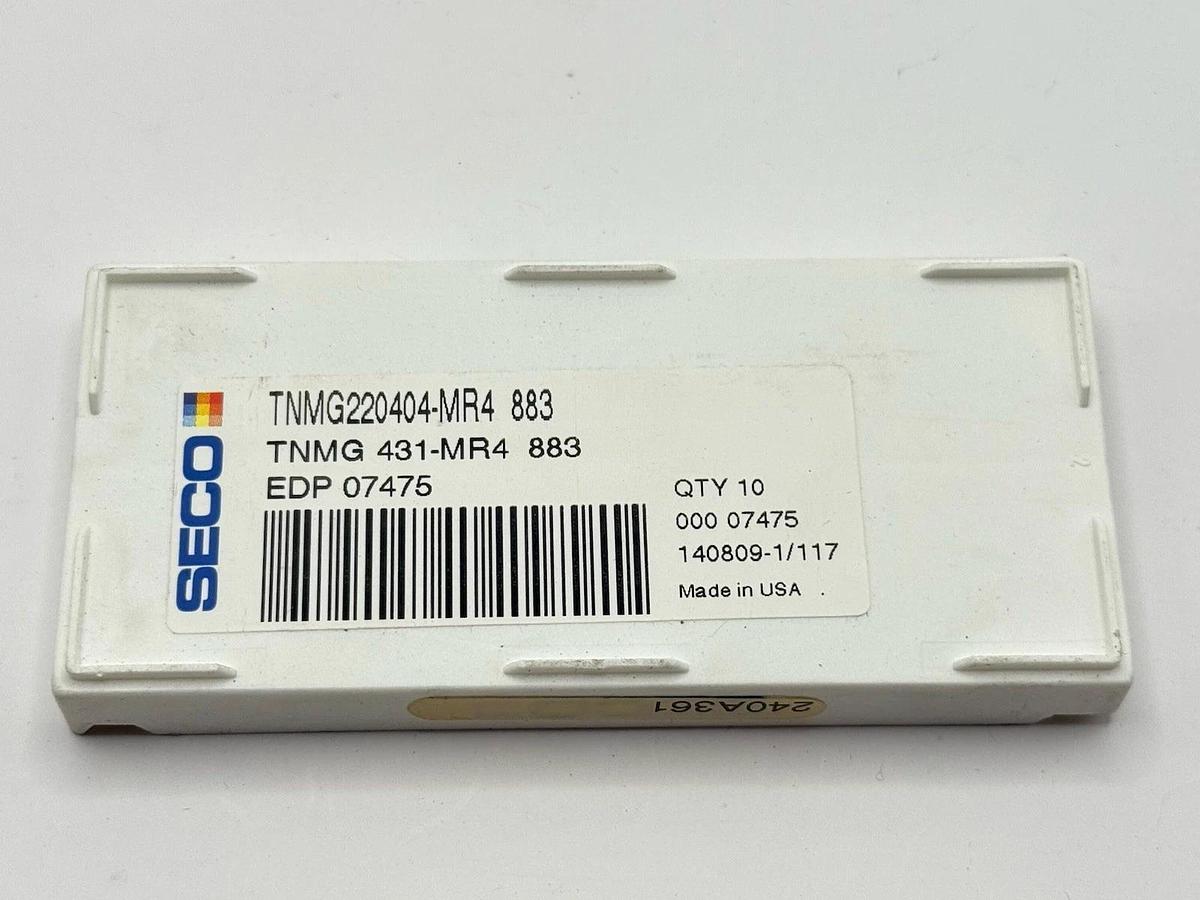 SECO
TNMG220404-MR4 883
TNMG 431-MR4 883
EDP 07475
QTY 10
000 07475
140809-1/117
Made in USA .
240A361